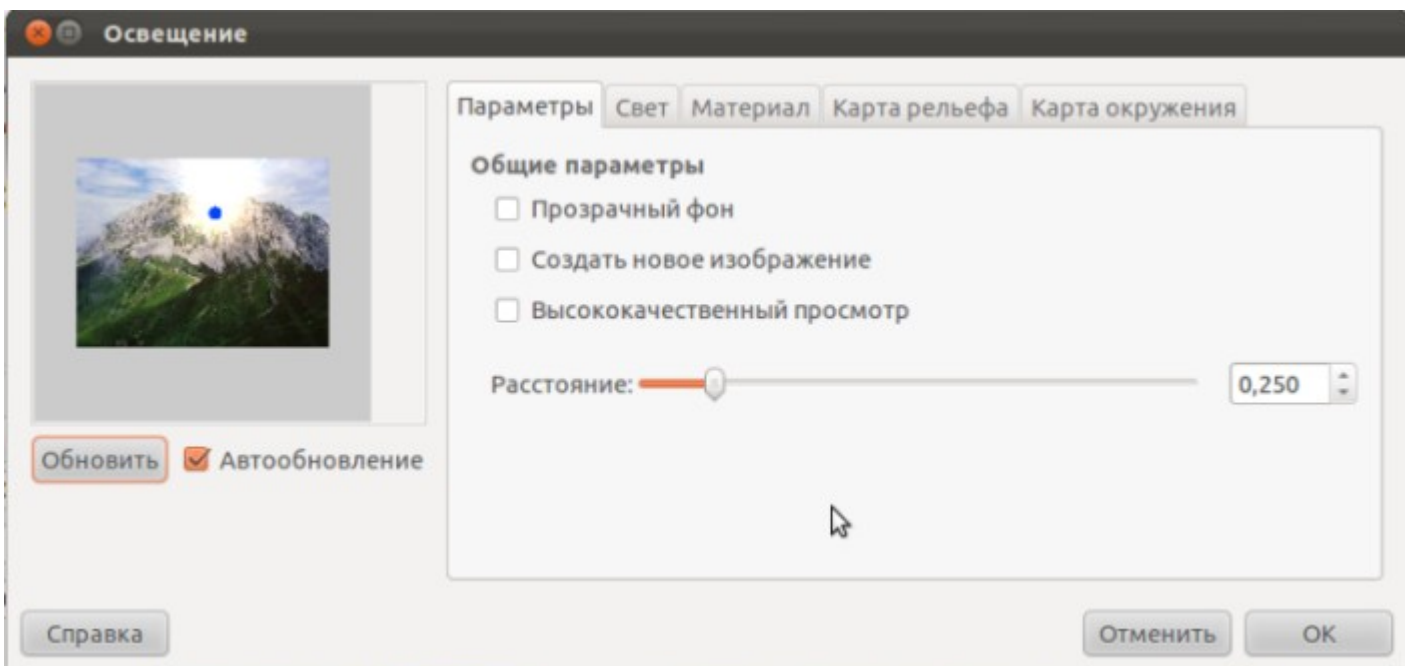 Освещение
Параметры Свет Материал Карта рельефа Карта окружения
Общие параметры
Прозрачный фон
Создать новое изображение
Высококачественный просмотр
Расстояние: 0,250
Обновить Автообновление
Справка Отменить ОК